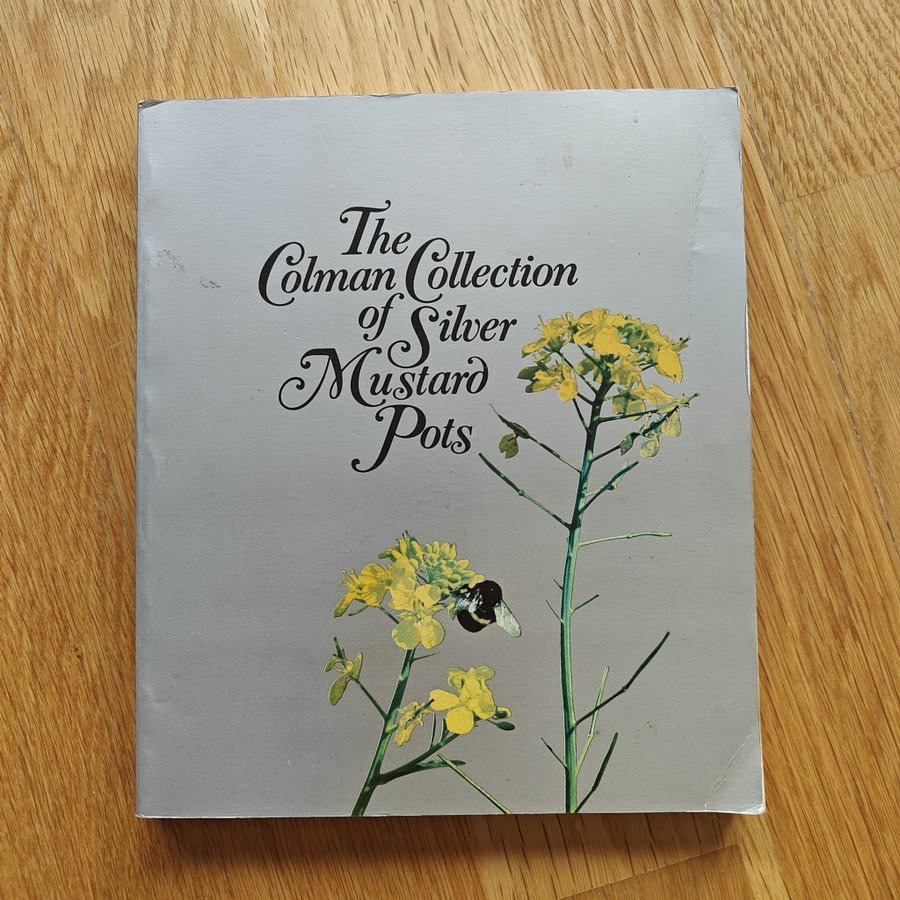 The
Colman Collection
of Silver
Mustard
Pots